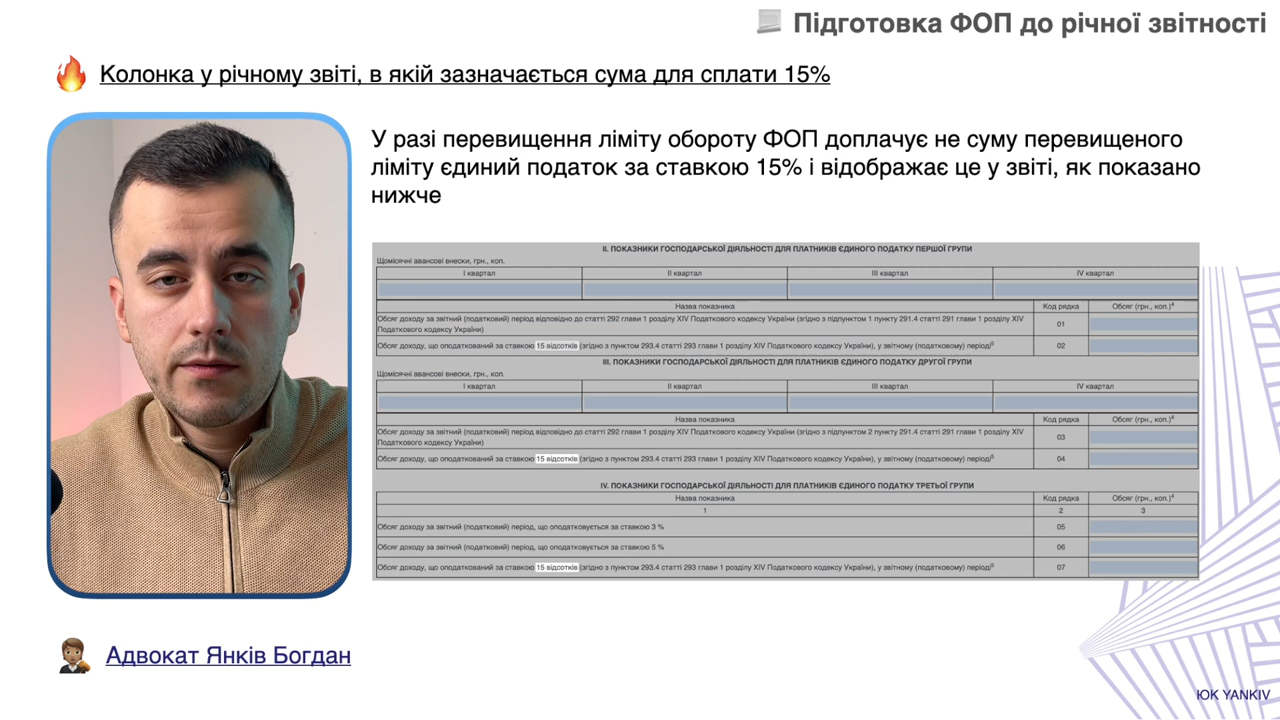 Підготовка ФОП до річної звітності
Колонка у річному звіті, в якій зазначається сума для сплати 15%
У разі перевищення ліміту обороту ФОП доплачує не суму перевищеного
ліміту єдиний податок за ставкою 15% і відображає це у звіті, як показано
нижче
ІІ. ПОКАЗНИКИ ГОСПОДАРСЬКОЇ ДІЯЛЬНОСТІ ДЛЯ ПЛАТНИКІВ ЄДИНОГО ПОДАТКУ ПЕРШОЇ ГРУПИ
Щомісячні авансові внески, грн., коп.
І квартал ІІ квартал ІІІ квартал IV квартал
Назва показника Код рядка Обсяг (грн., коп.)⁴
Обсяг доходу за звітний (податковий) період відповідно до статті 292 глави 1 розділу XIV Податкового кодексу України (згідно з підпунктом 1 пункту 291.4 статті 291 глави 1 розділу XIV
Податкового кодексу України) 01
Обсяг доходу, що оподаткований за ставкою 15 відсотків (згідно з пунктом 293.4 статті 293 глави 1 розділу XIV Податкового кодексу України), у звітному (податковому) періоді⁵ 02
ІІІ. ПОКАЗНИКИ ГОСПОДАРСЬКОЇ ДІЯЛЬНОСТІ ДЛЯ ПЛАТНИКІВ ЄДИНОГО ПОДАТКУ ДРУГОЇ ГРУПИ
Щомісячні авансові внески, грн., коп.
І квартал ІІ квартал ІІІ квартал IV квартал
Назва показника Код рядка Обсяг (грн., коп.)⁴
Обсяг доходу за звітний (податковий) період відповідно до статті 292 глави 1 розділу XIV Податкового кодексу України (згідно з підпунктом 2 пункту 291.4 статті 291 глави 1 розділу XIV
Податкового кодексу України) 03
Обсяг доходу, що оподаткований за ставкою 15 відсотків (згідно з пунктом 293.4 статті 293 глави 1 розділу XIV Податкового кодексу України), у звітному (податковому) періоді⁵ 04
IV. ПОКАЗНИКИ ГОСПОДАРСЬКОЇ ДІЯЛЬНОСТІ ДЛЯ ПЛАТНИКІВ ЄДИНОГО ПОДАТКУ ТРЕТЬОЇ ГРУПИ
Назва показника Код рядка Обсяг (грн., коп.)⁴
1 2 3
Обсяг доходу за звітний (податковий) період, що оподатковується за ставкою 3 % 05
Обсяг доходу за звітний (податковий) період, що оподатковується за ставкою 5 % 06
Обсяг доходу, що оподаткований за ставкою 15 відсотків (згідно з пунктом 293.4 статті 293 глави 1 розділу XIV Податкового кодексу України), у звітному (податковому) періоді⁵ 07
Адвокат Янків Богдан
ЮК YANKIV